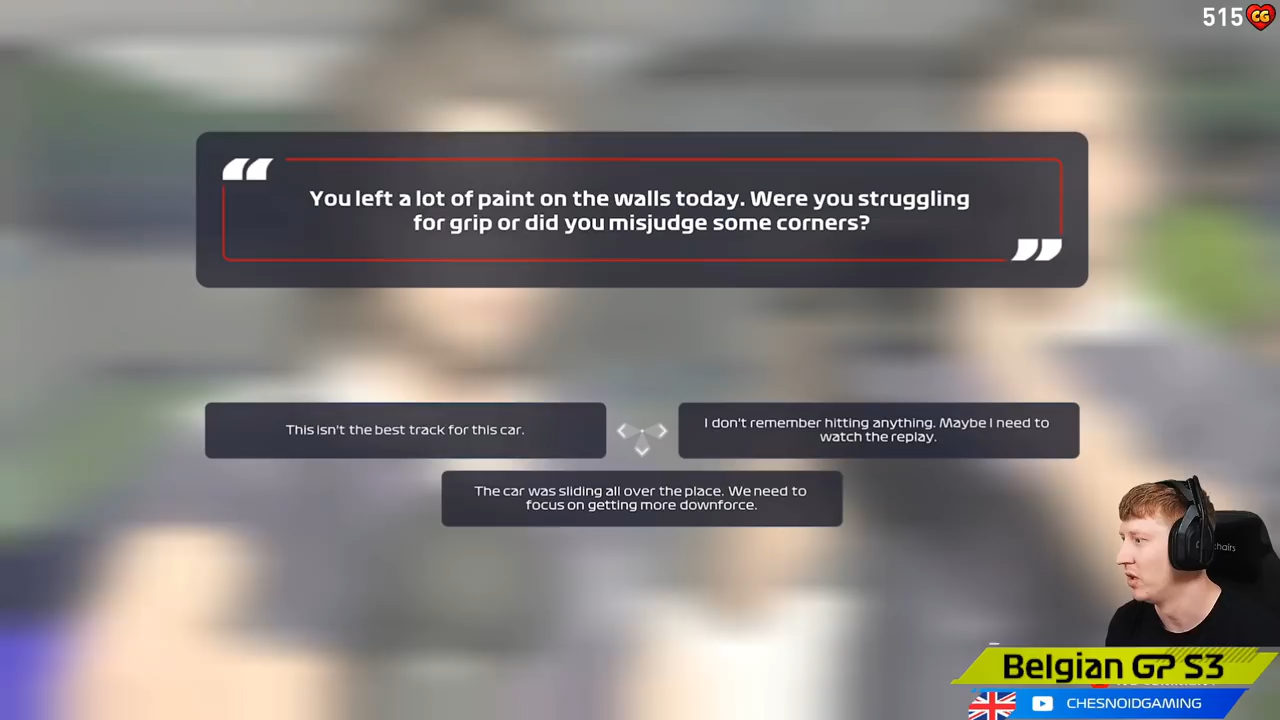 515 CG
You left a lot of paint on the walls today. Were you struggling
for grip or did you misjudge some corners?
This isn't the best track for this car.
I don't remember hitting anything. Maybe I need to
watch the replay.
The car was sliding all over the place. We need to
focus on getting more downforce.
chairs
Belgian GP S3
CHESNOIDGAMING